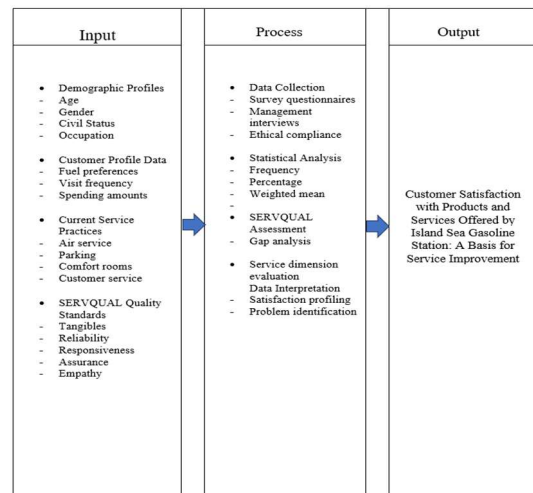 Input
• Demographic Profiles
- Age
- Gender
- Civil Status
- Occupation
• Customer Profile Data
- Fuel preferences
- Visit frequency
- Spending amounts
• Current Service
Practices
- Air service
- Parking
- Comfort rooms
- Customer service
• SERVQUAL Quality
Standards
- Tangibles
- Reliability
- Responsiveness
- Assurance
- Empathy
Process
• Data Collection
- Survey questionnaires
- Management
interviews
- Ethical compliance
• Statistical Analysis
- Frequency
- Percentage
- Weighted mean
-
• SERVQUAL
Assessment
- Gap analysis
• Service dimension
evaluation
Data Interpretation
- Satisfaction profiling
- Problem identification
Output
Customer Satisfaction
with Products and
Services Offered by
Island Sea Gasoline
Station: A Basis for
Service Improvement